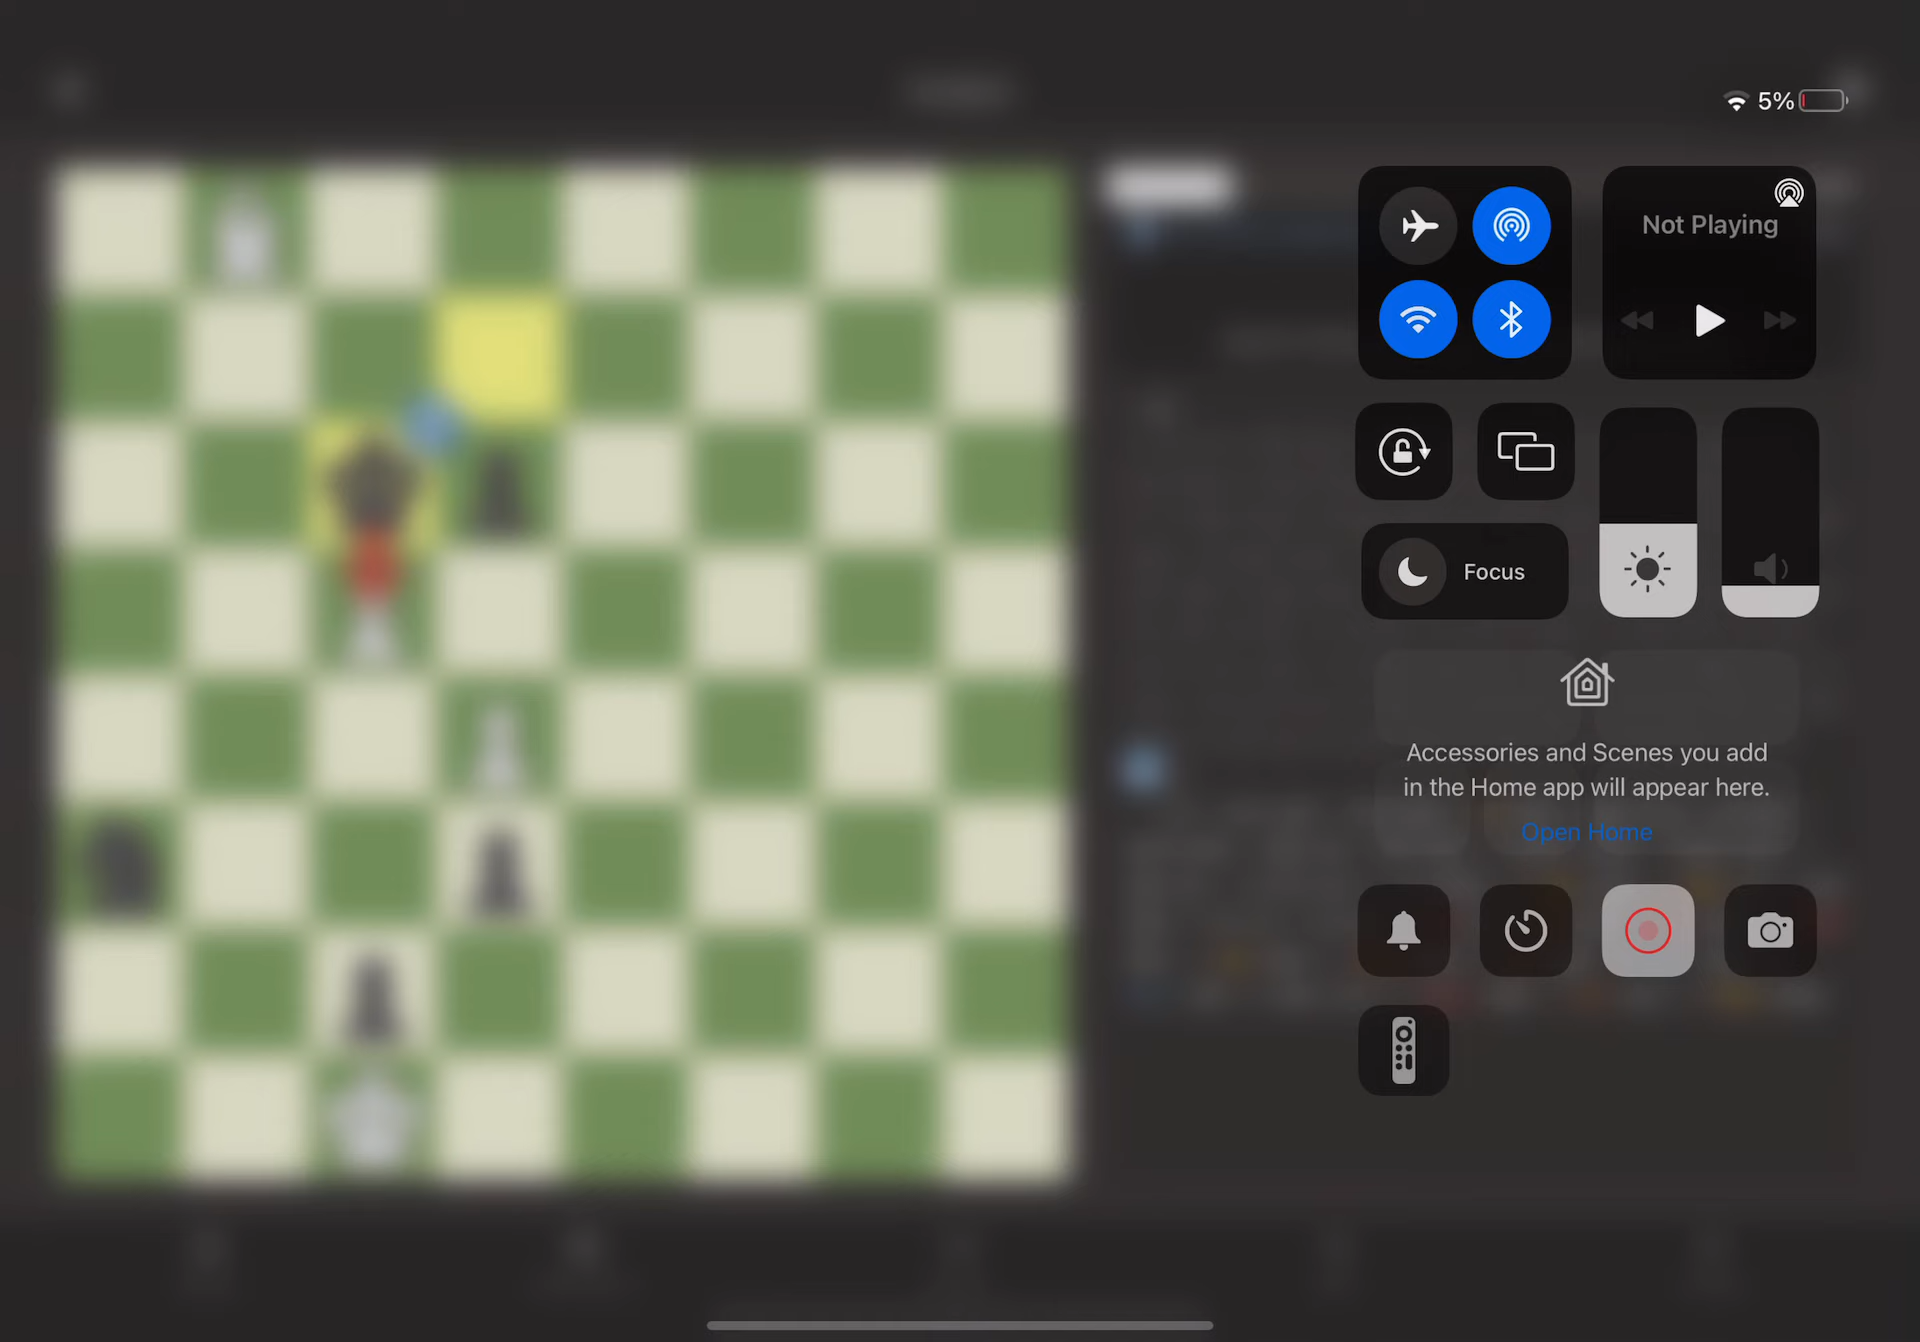 5%
Not Playing
Focus
Accessories and Scenes you add
in the Home app will appear here.
Open Home